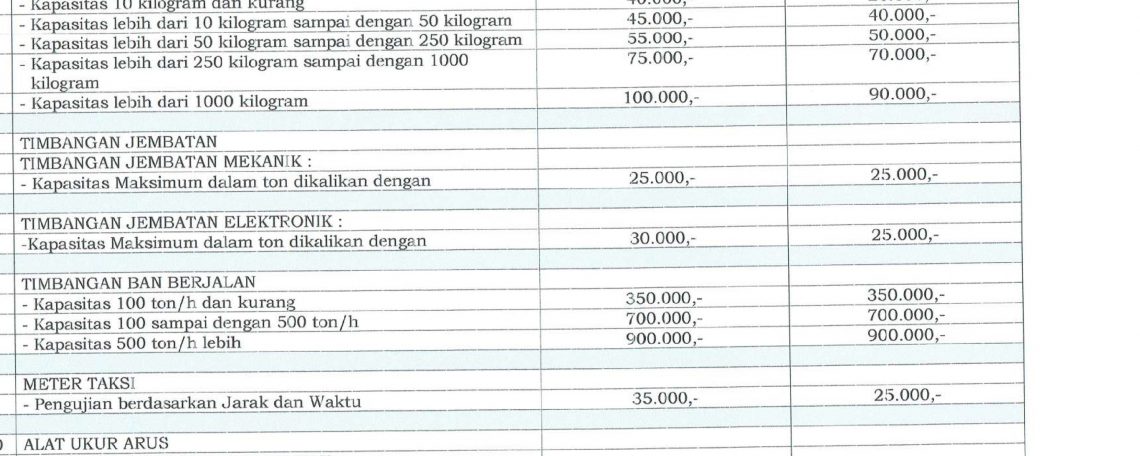 - Kapasitas 10 kilogram dan kurang
- Kapasitas lebih dari 10 kilogram sampai dengan 50 kilogram 45.000,- 40.000,-
- Kapasitas lebih dari 50 kilogram sampai dengan 250 kilogram 55.000,- 50.000,-
- Kapasitas lebih dari 250 kilogram sampai dengan 1000 75.000,- 70.000,-
kilogram
- Kapasitas lebih dari 1000 kilogram 100.000,- 90.000,-
TIMBANGAN JEMBATAN
TIMBANGAN JEMBATAN MEKANIK :
- Kapasitas Maksimum dalam ton dikalikan dengan 25.000,- 25.000,-
TIMBANGAN JEMBATAN ELEKTRONIK :
-Kapasitas Maksimum dalam ton dikalikan dengan 30.000,- 25.000,-
TIMBANGAN BAN BERJALAN
- Kapasitas 100 ton/h dan kurang 350.000,- 350.000,-
- Kapasitas 100 sampai dengan 500 ton/h 700.000,- 700.000,-
- Kapasitas 500 ton/h lebih 900.000,- 900.000,-
METER TAKSI
- Pengujian berdasarkan Jarak dan Waktu 35.000,- 25.000,-
ALAT UKUR ARUS